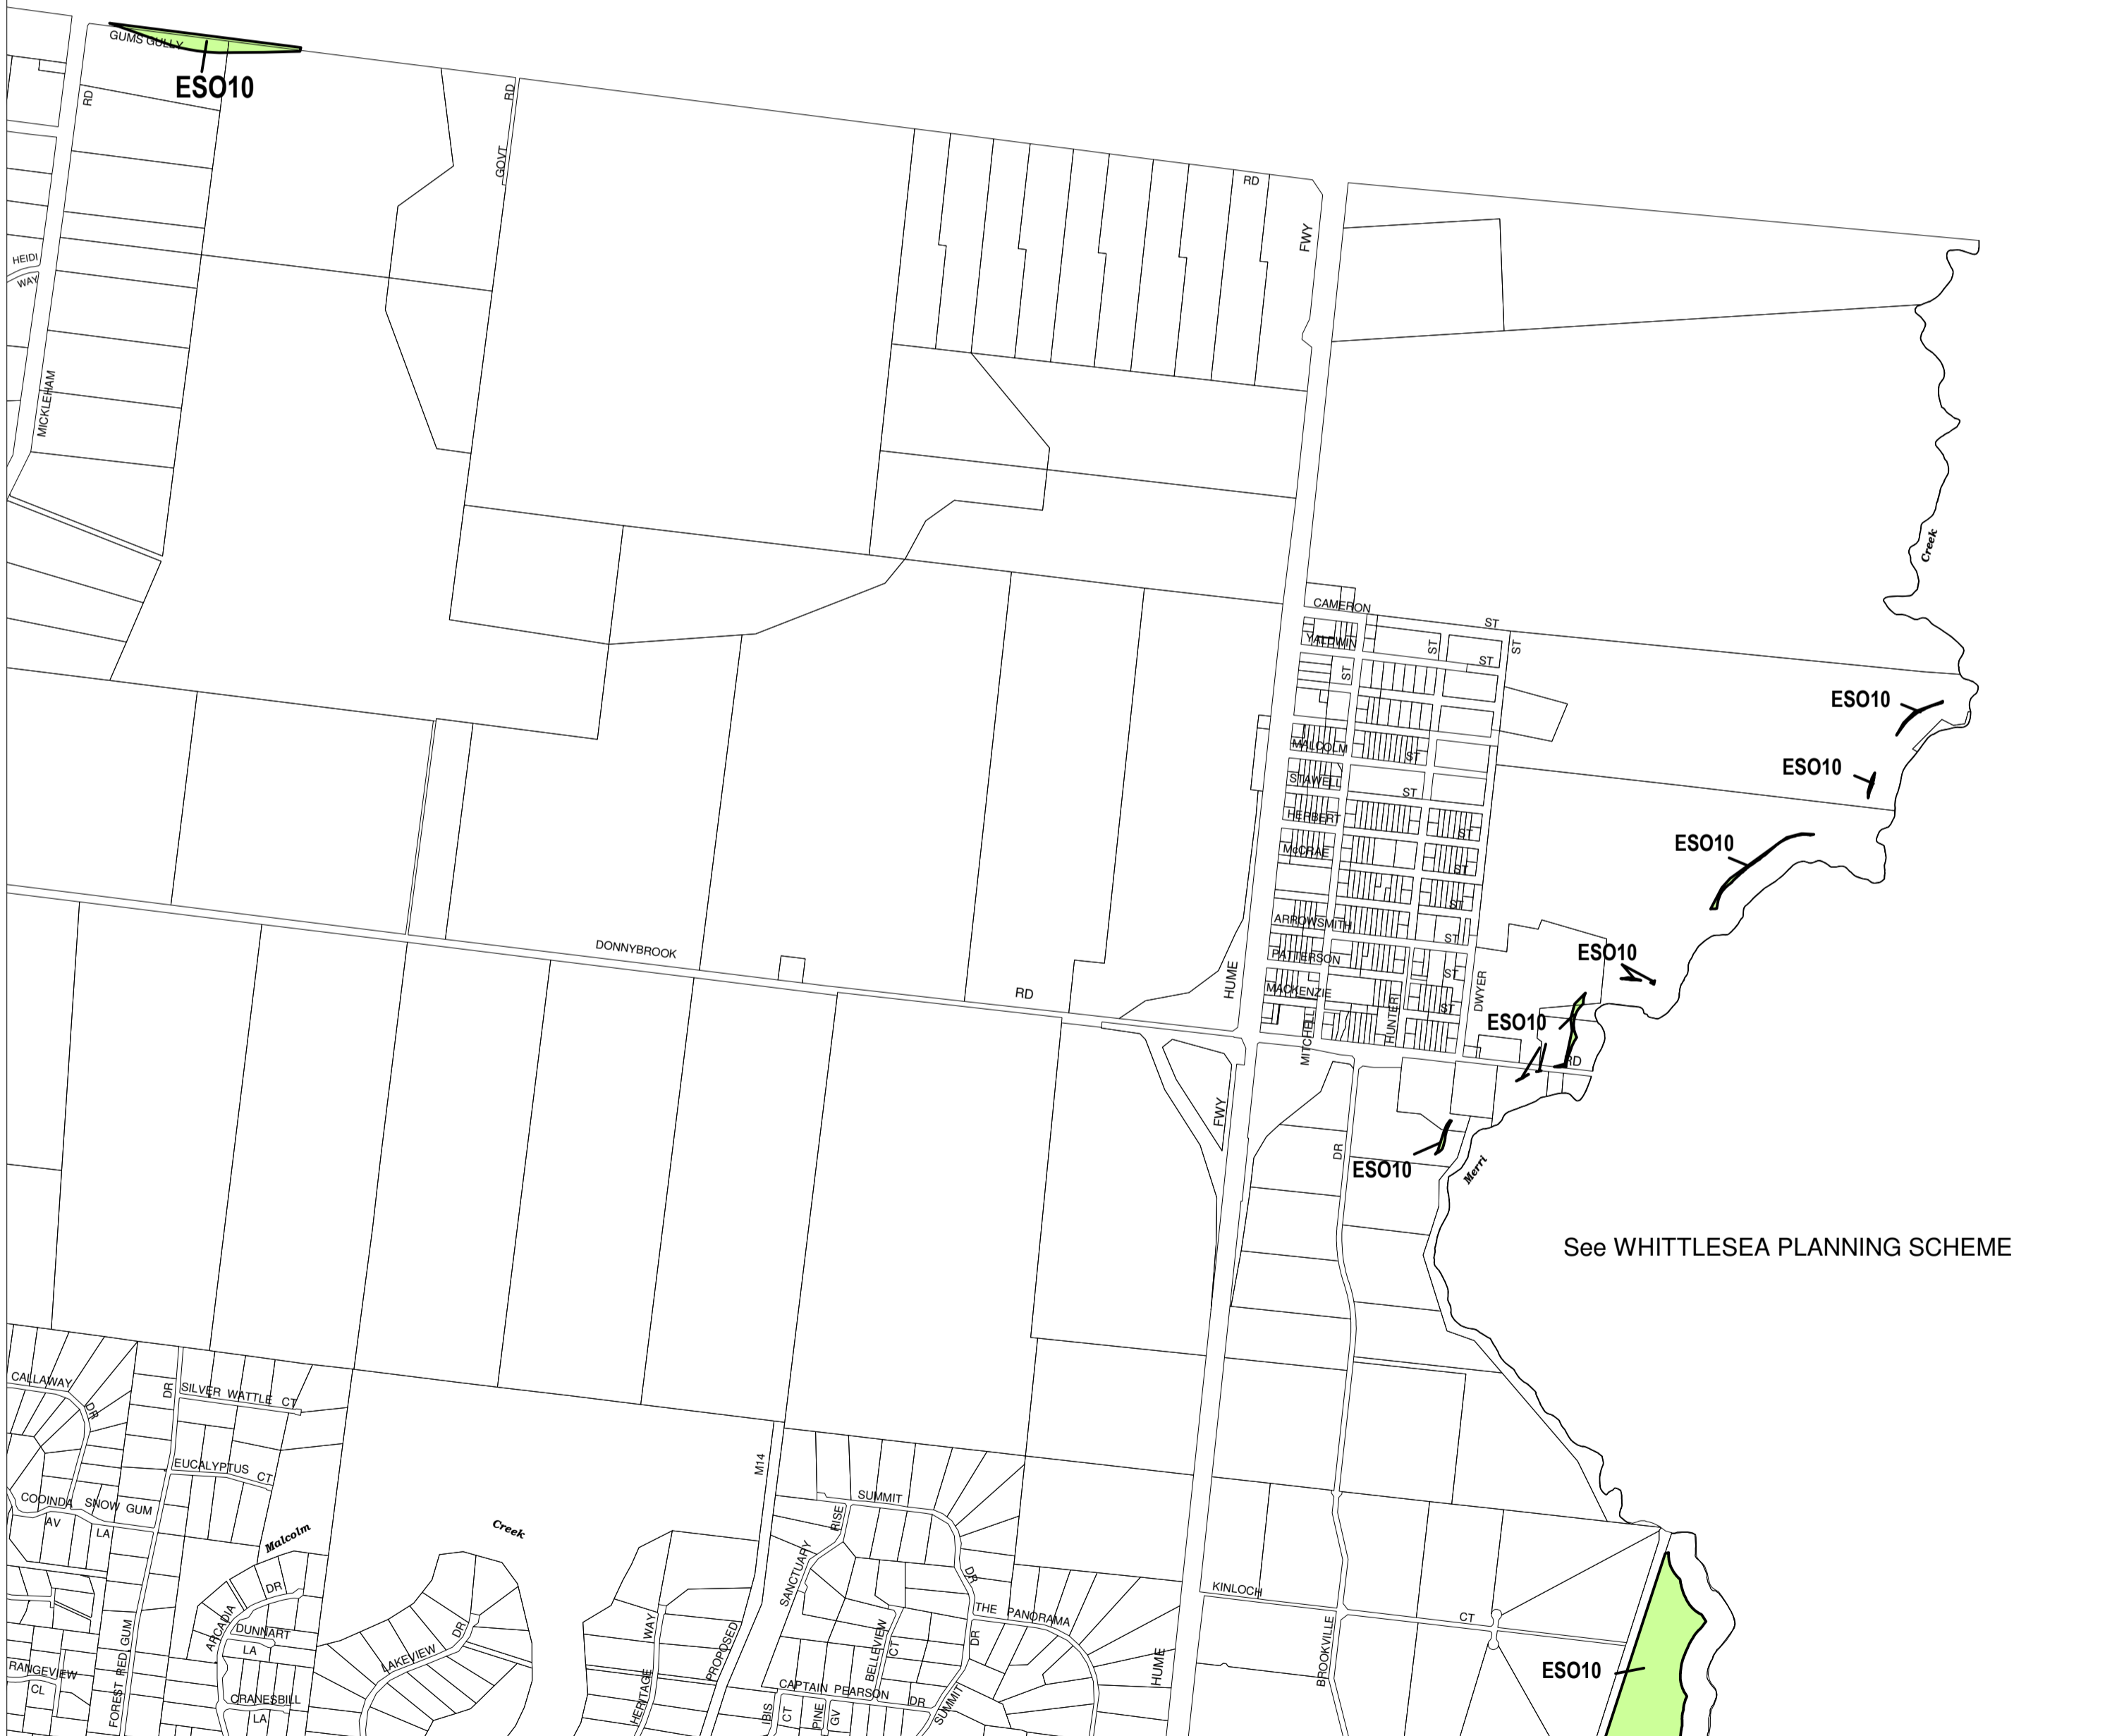 GUMS GULLY
ESO10
RD
RD
GOVT
RD
FWY
HEIDI
WAY
MICKLEHAM
Creek
CAMERON
ST
YALDWIN
ST
ST
ST
ST
ESO10
MALCOLM
ST
ESO10
STAWELL
ST
HERBERT
ST
ESO10
McCRAE
ST
ST
ARROWSMITH
ST
DONNYBROOK
ESO10
PATTERSON
ST
HUME
RD
MACKENZIE
DWYER
ST
HUNTER
ESO10
MITCHELL
RD
FWY
DR
ESO10
Merri
See WHITTLESEA PLANNING SCHEME
CALLAWAY
DR
DR
SILVER WATTLE CT
EUCALYPTUS CT
M14
COOINDA
AV
SNOW GUM
LA
SUMMIT
RISE
Malcolm
Creek
SANCTUARY
DR
DR
ARCADIA
KINLOCH
CT
THE PANORAMA
DR
DUNNART
LA
WAY
DR
LAKEVIEW
BELLEVIEW
CT
PROPOSED
FOREST RED GUM
RANGEVIEW
CL
HUME
BROOKVILLE
ESO10
CRANESBILL
LA
HERITAGE
CAPTAIN PEARSON DR
IBIS
CT
PINE
GV
SUMMIT